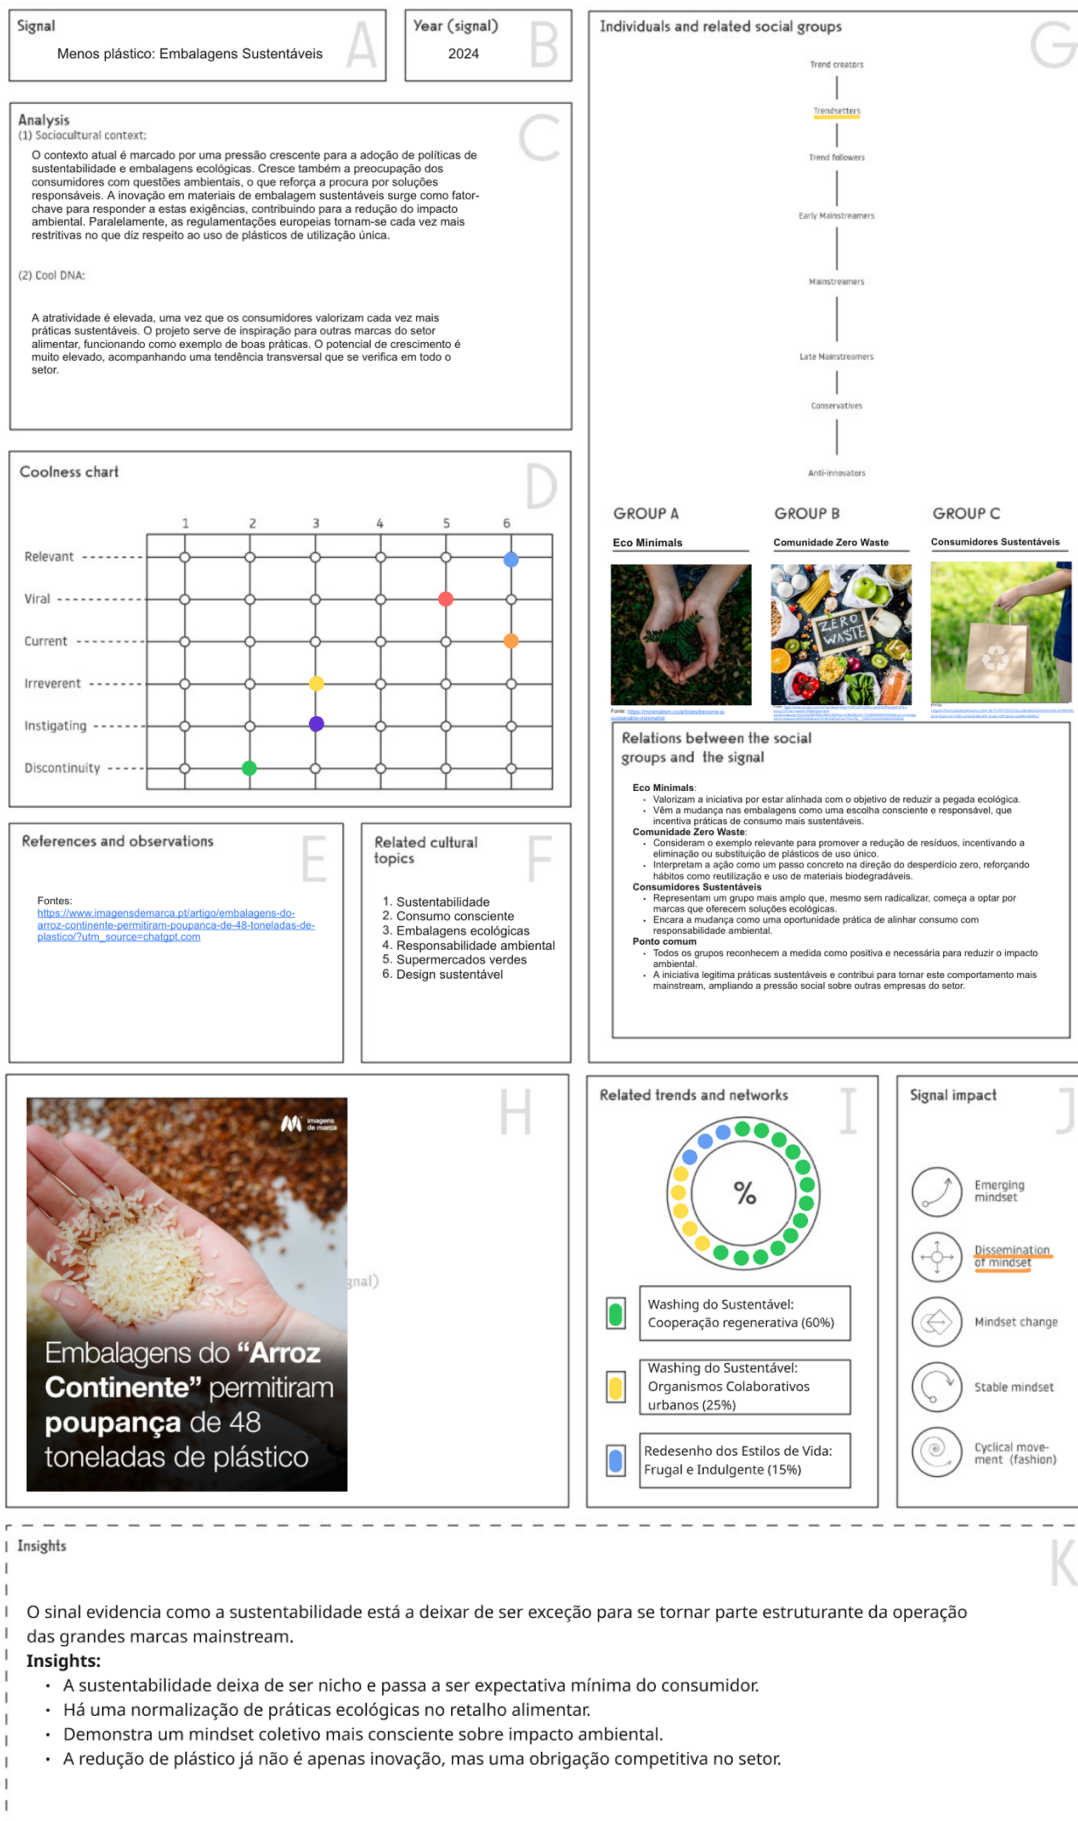 Signal
A
Menos plástico: Embalagens Sustentáveis
Year (signal)
B
2024
Analysis
C
(1) Sociocultural context:
O contexto atual é marcado por uma pressão crescente para a adoção de políticas de
sustentabilidade e embalagens ecológicas. Cresce também a preocupação dos
consumidores com questões ambientais, o que reforça a procura por soluções
responsáveis. A inovação em materiais de embalagem sustentáveis surge como fator-
chave para responder a estas exigências, contribuindo para a redução do impacto
ambiental. Paralelamente, as regulamentações europeias tornam-se cada vez mais
restritivas no que diz respeito ao uso de plásticos de utilização única.
(2) Cool DNA:
A atratividade é elevada, uma vez que os consumidores valorizam cada vez mais
práticas sustentáveis. O projeto serve de inspiração para outras marcas do setor
alimentar, funcionando como exemplo de boas práticas. O potencial de crescimento é
muito elevado, acompanhando uma tendência transversal que se verifica em todo o
setor.
Coolness chart
D
1 2 3 4 5 6
Relevant
Viral
Current
Irreverent
Instigating
Discontinuity
References and observations
E
Fontes:
https://www.imagensdemarca.pt/artigo/embalagens-do-
arroz-continente-permitiram-poupanca-de-48-toneladas-de-
plastico/?utm_source=chatgpt.com
Related cultural
topics
F
1. Sustentabilidade
2. Consumo consciente
3. Embalagens ecológicas
4. Responsabilidade ambiental
5. Supermercados verdes
6. Design sustentável
Individuals and related social groups
G
Trend creators
Trendsetters
Trend followers
Early Mainstreamers
Mainstreamers
Late Mainstreamers
Conservatives
Anti-innovators
GROUP A
GROUP B
GROUP C
Eco Minimals
Comunidade Zero Waste
Consumidores Sustentáveis
ZERO
WASTE
Fonte: https://minimalism.co/articles/become-a-
sustainable-minimalist
Relations between the social
groups and the signal
Eco Minimals:
• Valorizam a iniciativa por estar alinhada com o objetivo de reduzir a pegada ecológica.
• Vêm a mudança nas embalagens como uma escolha consciente e responsável, que
incentiva práticas de consumo mais sustentáveis.
Comunidade Zero Waste:
• Consideram o exemplo relevante para promover a redução de resíduos, incentivando a
eliminação ou substituição de plásticos de uso único.
• Interpretam a ação como um passo concreto na direção do desperdício zero, reforçando
hábitos como reutilização e uso de materiais biodegradáveis.
Consumidores Sustentáveis
• Representam um grupo mais amplo que, mesmo sem radicalizar, começa a optar por
marcas que oferecem soluções ecológicas.
• Encara a mudança como uma oportunidade prática de alinhar consumo com
responsabilidade ambiental.
Ponto comum
• Todos os grupos reconhecem a medida como positiva e necessária para reduzir o impacto
ambiental.
• A iniciativa legitima práticas sustentáveis e contribui para tornar este comportamento mais
mainstream, ampliando a pressão social sobre outras empresas do setor.
H
imagens
de marca
gnal)
Embalagens do “Arroz
Continente” permitiram
poupança de 48
toneladas de plástico
Related trends and networks
I
%
Washing do Sustentável:
Cooperação regenerativa (60%)
Washing do Sustentável:
Organismos Colaborativos
urbanos (25%)
Redesenho dos Estilos de Vida:
Frugal e Indulgente (15%)
Signal impact
J
Emerging
mindset
Dissemination
of mindset
Mindset change
Stable mindset
Cyclical move-
ment (fashion)
Insights
K
O sinal evidencia como a sustentabilidade está a deixar de ser exceção para se tornar parte estruturante da operação
das grandes marcas mainstream.
Insights:
• A sustentabilidade deixa de ser nicho e passa a ser expectativa mínima do consumidor.
• Há uma normalização de práticas ecológicas no retalho alimentar.
• Demonstra um mindset coletivo mais consciente sobre impacto ambiental.
• A redução de plástico já não é apenas inovação, mas uma obrigação competitiva no setor.